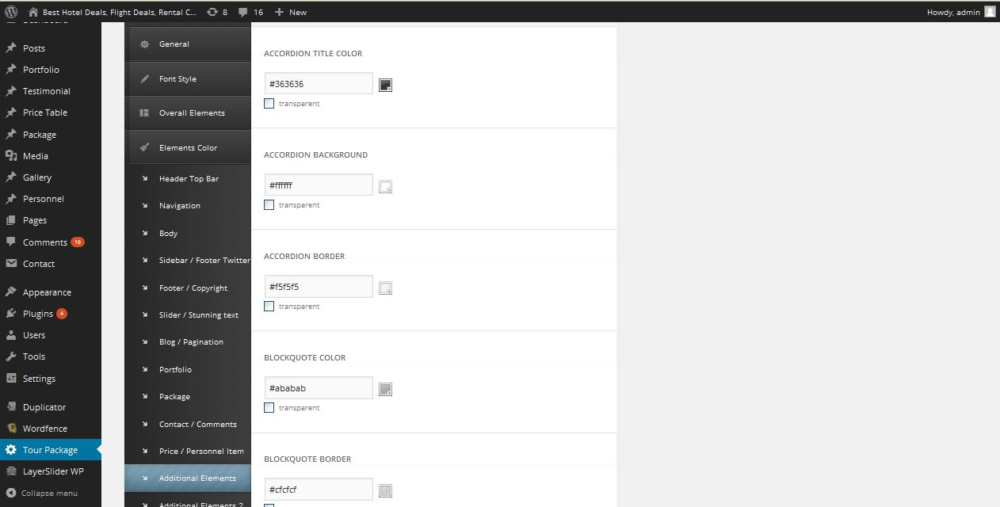 Best Hotel Deals, Flight Deals, Rental C... 8 16 New Howdy, admin
Dashboard
Posts
Portfolio
Testimonial
Price Table
Package
Media
Gallery
Personnel
Pages
Comments 16
Contact
Appearance
Plugins 4
Users
Tools
Settings
Duplicator
Wordfence
Tour Package
LayerSlider WP
Collapse menu
General
Font Style
Overall Elements
Elements Color
Header Top Bar
Navigation
Body
Sidebar / Footer Twitter
Footer / Copyright
Slider / Stunning text
Blog / Pagination
Portfolio
Package
Contact / Comments
Price / Personnel Item
Additional Elements
Additional Elements 2
ACCORDION TITLE COLOR
#363636
transparent
ACCORDION BACKGROUND
#ffffff
transparent
ACCORDION BORDER
#f5f5f5
transparent
BLOCKQUOTE COLOR
#ababab
transparent
BLOCKQUOTE BORDER
#cfcfcf